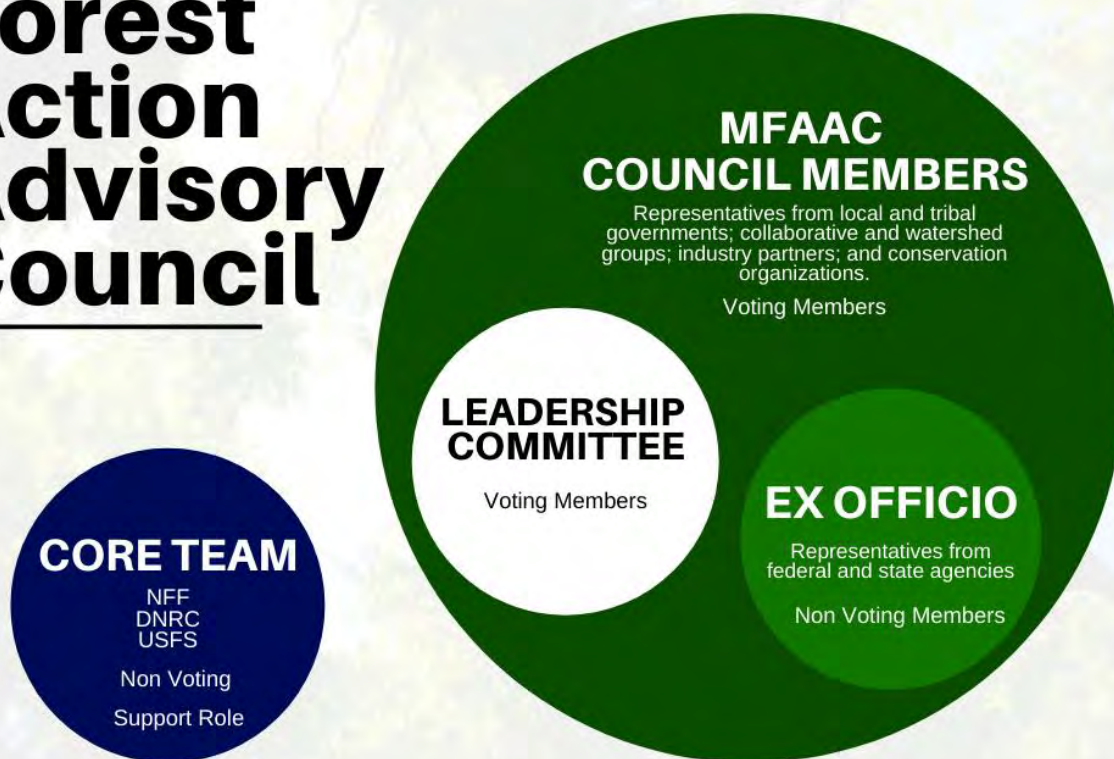 orest
ction
dvisory
ouncil
MFAAC
COUNCIL MEMBERS
Representatives from local and tribal
governments; collaborative and watershed
groups; industry partners; and conservation
organizations.
Voting Members
LEADERSHIP
COMMITTEE
Voting Members
EX OFFICIO
Representatives from
federal and state agencies
Non Voting Members
CORE TEAM
NFF
DNRC
USFS
Non Voting
Support Role